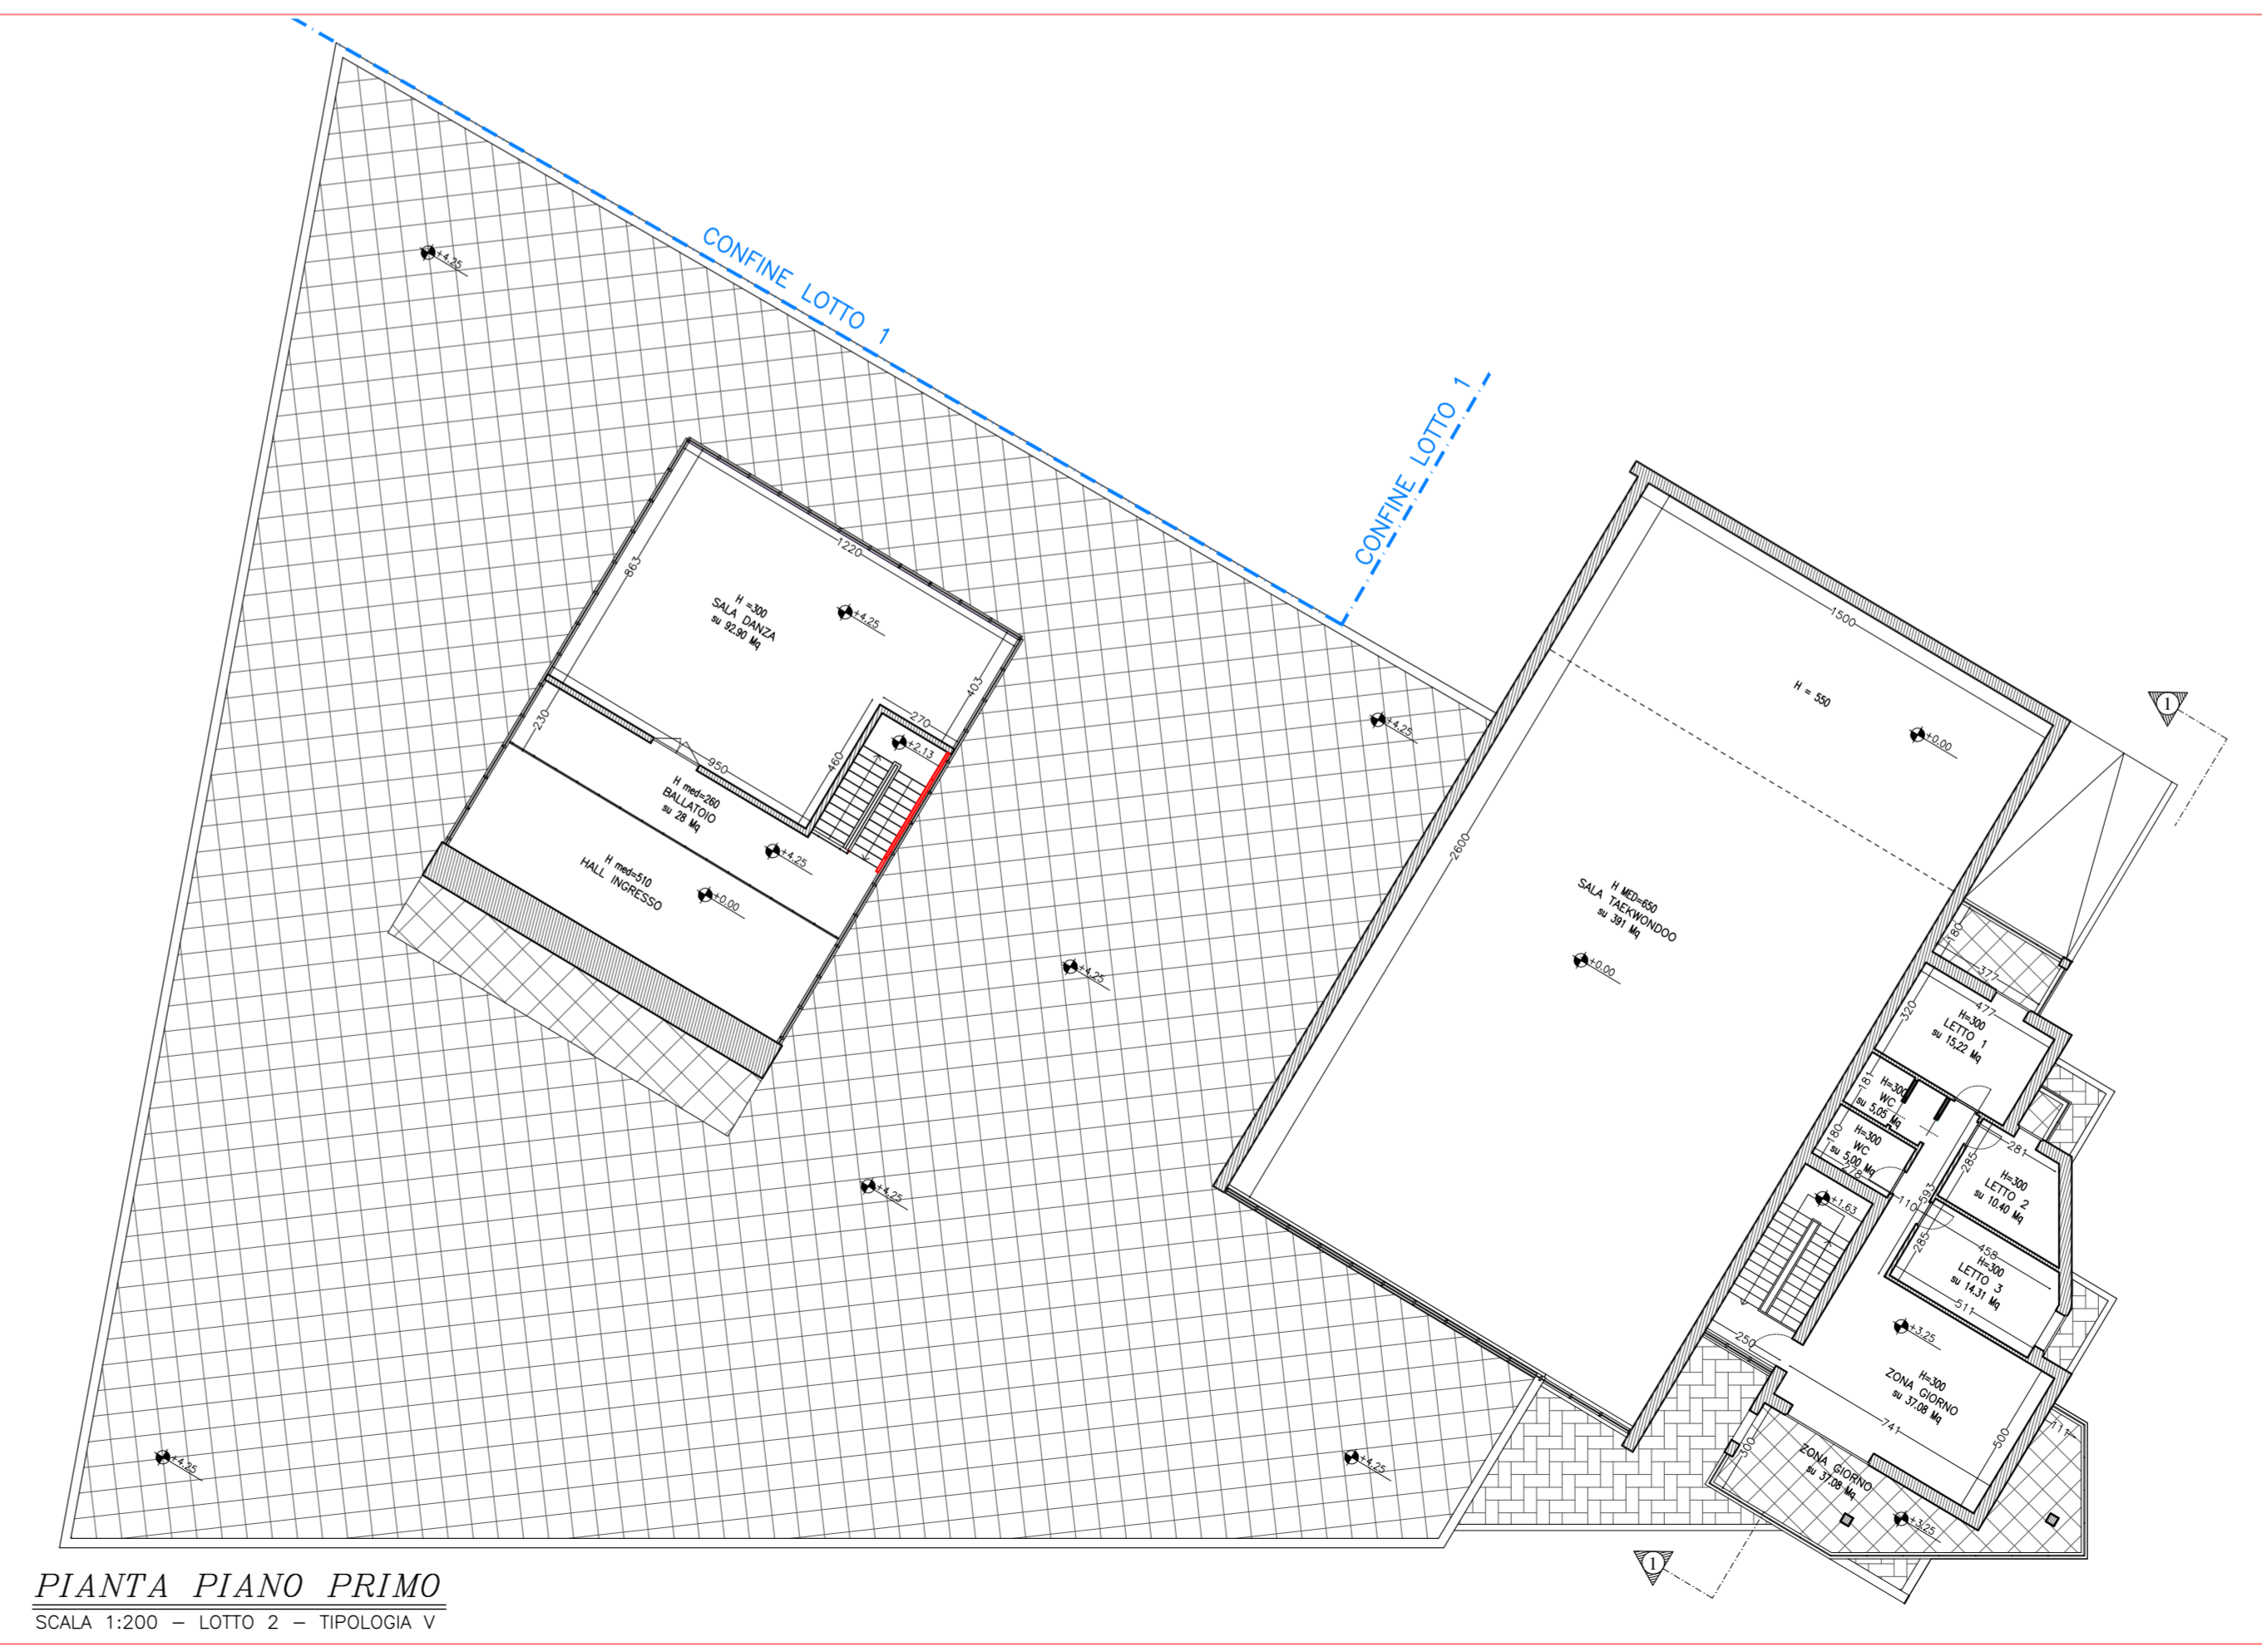 CONFINE LOTTO 1
+4.25
CONFINE LOTTO 1
1220
863
H =300
SALA DANZA
su 92.90 Mq
+4.25
403
270
+2.13
460
230
950
H med=260
BALLATOIO
su 28 Mq
+4.25
H med=510
HALL INGRESSO
+0.00
+4.25
+4.25
+4.25
+4.25
+4.25
1500
H = 550
+0.00
2600
H MED=650
SALA TAEKWONDOO
su 391 Mq
+0.00
1
180
377
477
320
H=300
LETTO 1
su 15,22 Mq
181
H=300
WC
su 5,05 Mq
180
H=300
WC
su 5,00 Mq
278
281
285
H=300
LETTO 2
su 10.40 Mq
593
110
+1.63
285
458
H=300
LETTO 3
su 14,31 Mq
511
+3.25
250
H=300
ZONA GIORNO
su 37.08 Mq
741
500
111
300
ZONA GIORNO
su 37.08 Mq
+3.25
1
PIANTA PIANO PRIMO
SCALA 1:200 – LOTTO 2 – TIPOLOGIA V